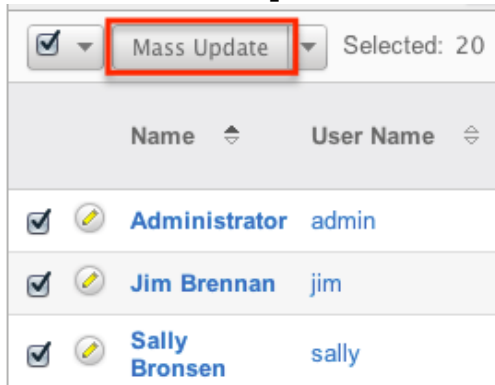 Mass Update Selected: 20
Name User Name
Administrator admin
Jim Brennan jim
Sally
Bronsen sally